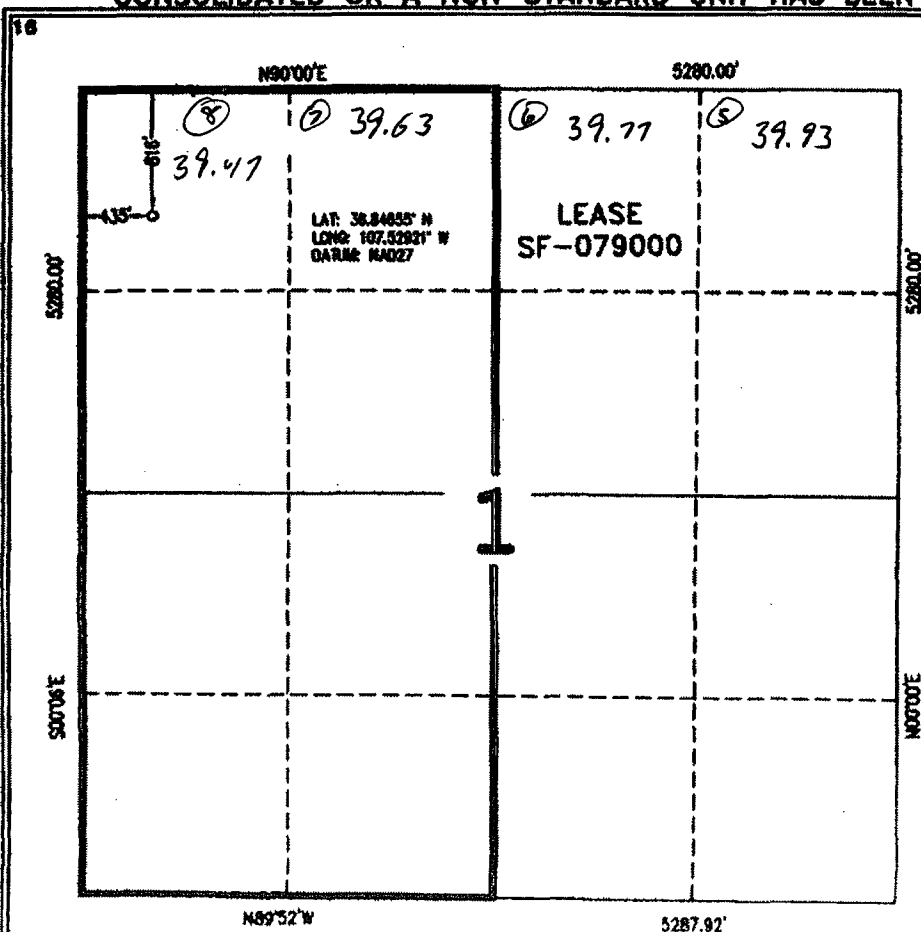 CONSOLIDATED OR A NON-STANDARD UNIT HAS BEEN
16
N90°00'E
5280.00'
8
7
39.63
6
39.77
5
39.93
39.47
618'
435'
LAT: 36.84655° N
LONG: 107.52921° W
DATUM: NAD27
LEASE
SF-079000
5280.00'
5280.00'
1
S00°06'E
N00°00'E
N89°52'W
5287.92'